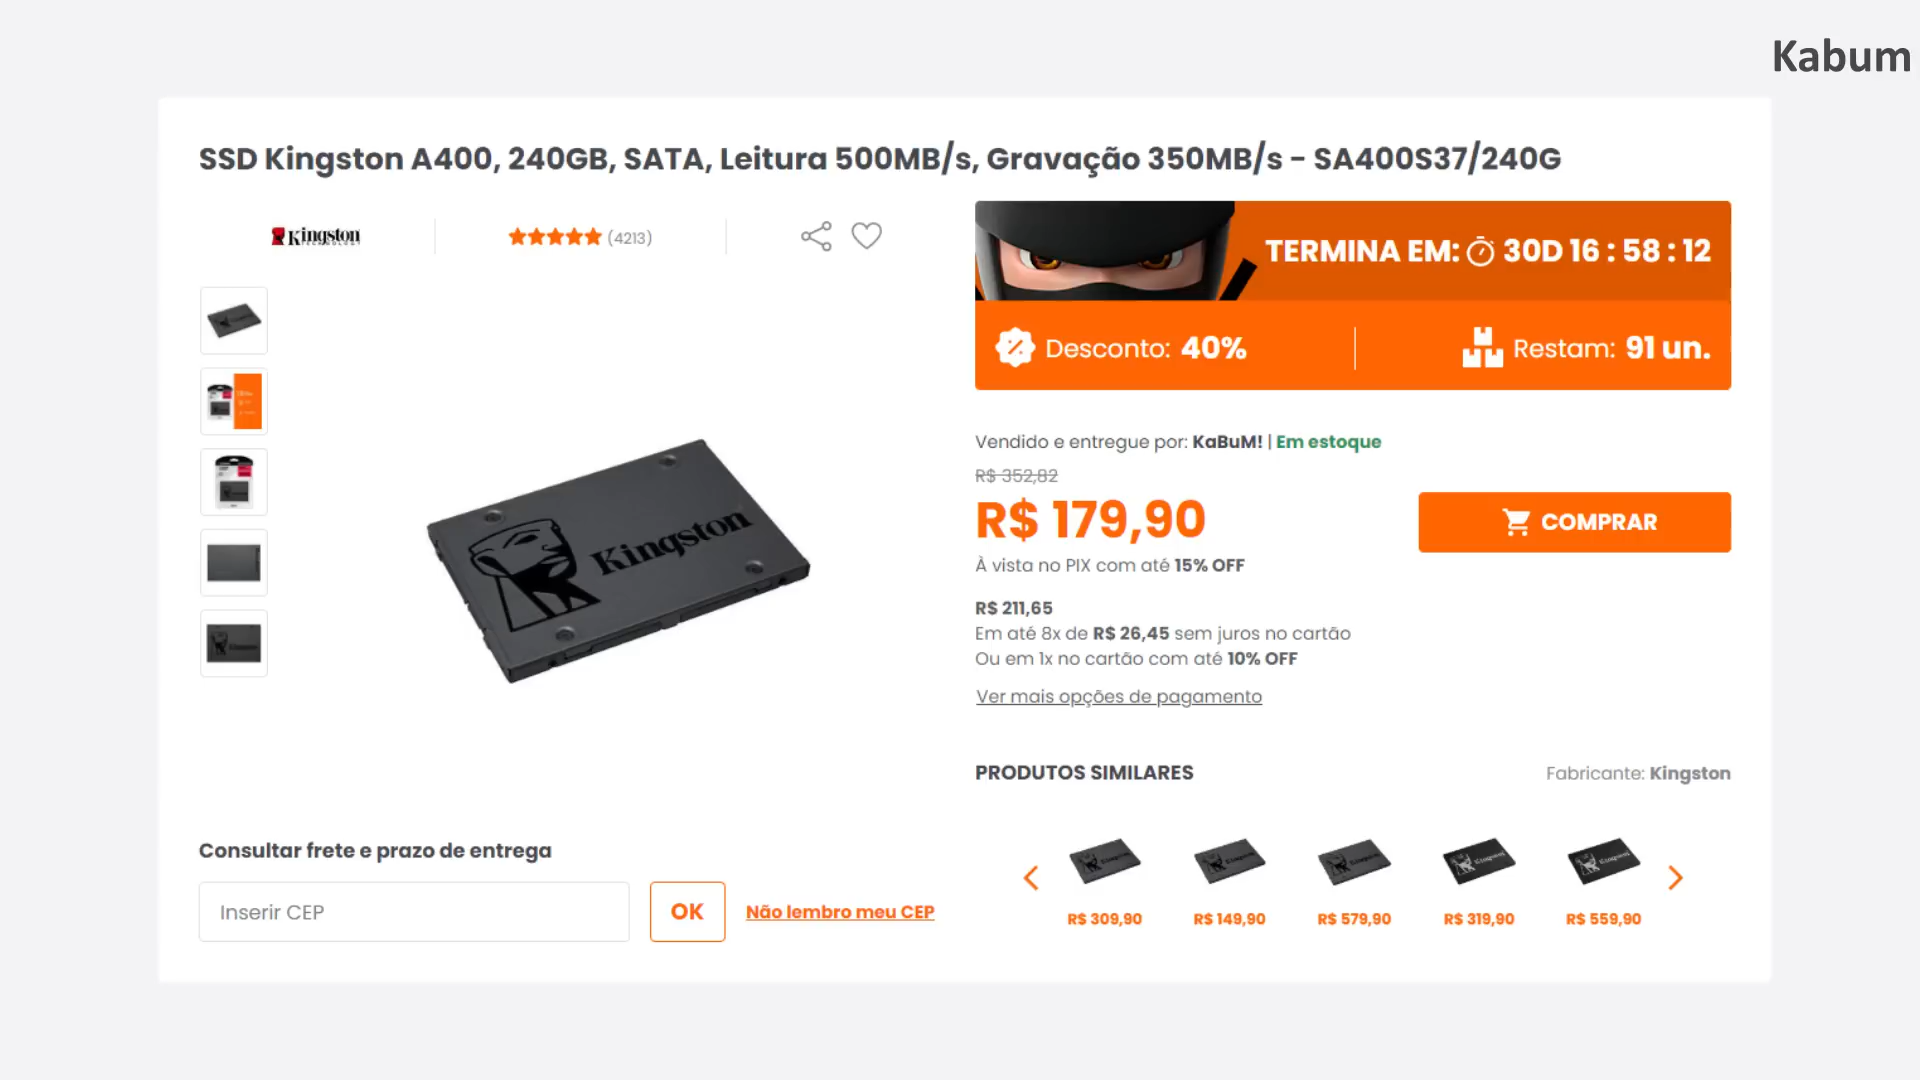 Kabum
SSD Kingston A400, 240GB, SATA, Leitura 500MB/s, Gravação 350MB/s - SA400S37/240G
Kingston
TECHNOLOGY
(4213)
TERMINA EM: 30D 16 : 58 : 12
Desconto: 40%
Restam: 91 un.
Kingston
Vendido e entregue por: KaBuM! | Em estoque
R$ 352,82
R$ 179,90
COMPRAR
À vista no PIX com até 15% OFF
R$ 211,65
Em até 8x de R$ 26,45 sem juros no cartão
Ou em 1x no cartão com até 10% OFF
Ver mais opções de pagamento
PRODUTOS SIMILARES
Fabricante: Kingston
Consultar frete e prazo de entrega
Inserir CEP
OK
Não lembro meu CEP
R$ 309,90
R$ 149,90
R$ 579,90
R$ 319,90
R$ 559,90